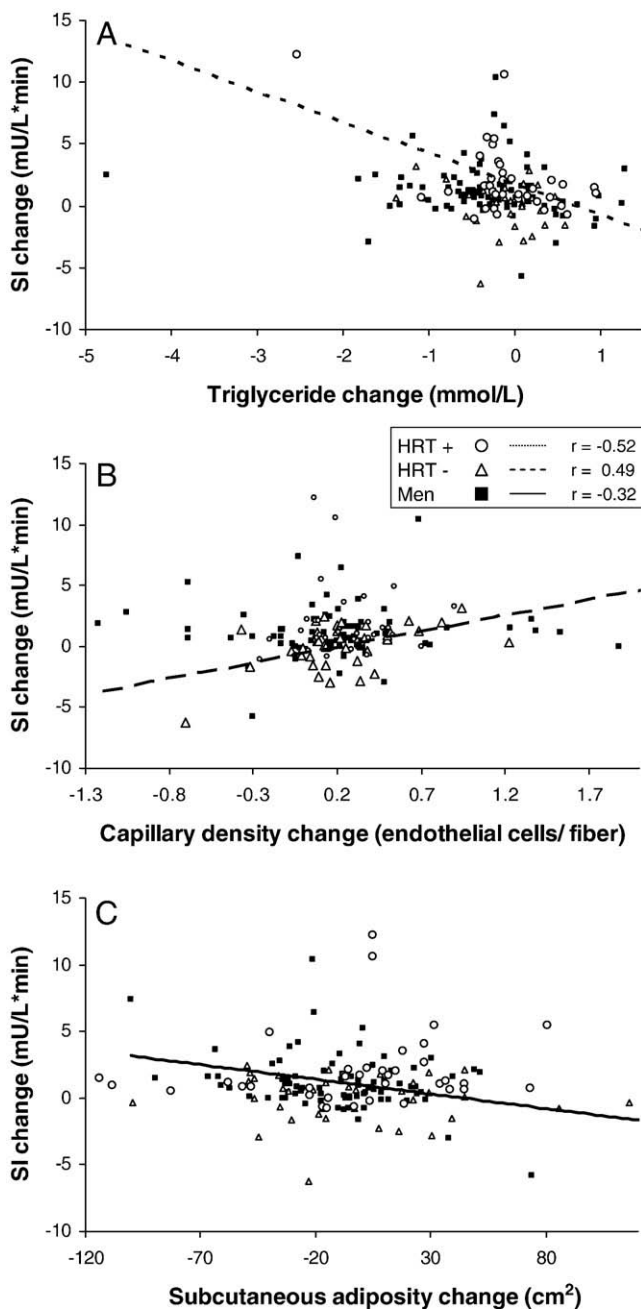 A
15
10
5
0
-5
-10
SI change (mU/L*min)
-5 -4 -3 -2 -1 0 1
Triglyceride change (mmol/L)
HRT + r = -0.52
HRT - r = 0.49
Men r = -0.32
B
15
10
5
0
-5
-10
SI change (mU/L*min)
-1.3 -0.8 -0.3 0.2 0.7 1.2 1.7
Capillary density change (endothelial cells/ fiber)
C
15
10
5
0
-5
-10
SI change (mU/L*min)
-120 -70 -20 30 80
Subcutaneous adiposity change (cm²)